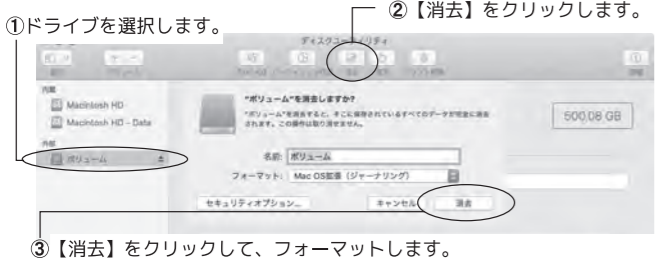 ②【消去】をクリックします。
①ドライブを選択します。
ディスクユーティリティ
内蔵
Macintosh HD
Macintosh HD - Data
外部
ボリューム
"ボリューム"を消去しますか?
"ボリューム"を消去すると、そこに保存されているすべてのデータが完全に消去
されます。この操作は取り消せません。
500.08 GB
名前: ボリューム
フォーマット: Mac OS拡張（ジャーナリング）
セキュリティオプション... キャンセル 消去
③【消去】をクリックして、フォーマットします。